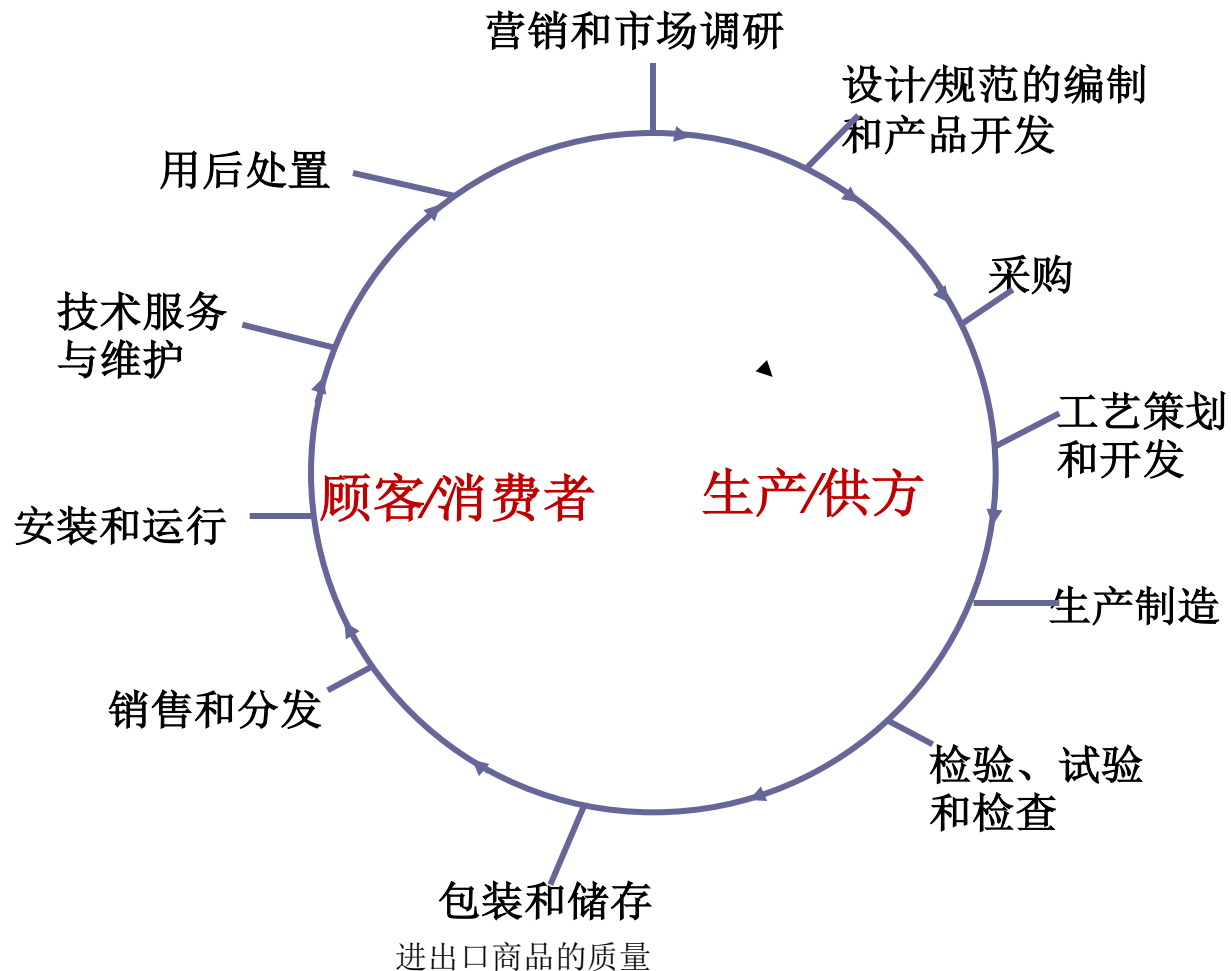 营销和市场调研
设计/规范的编制
和产品开发
采购
工艺策划
和开发
生产制造
检验、试验
和检查
包装和储存
销售和分发
安装和运行
技术服务
与维护
用后处置
顾客/消费者
生产/供方
进出口商品的质量